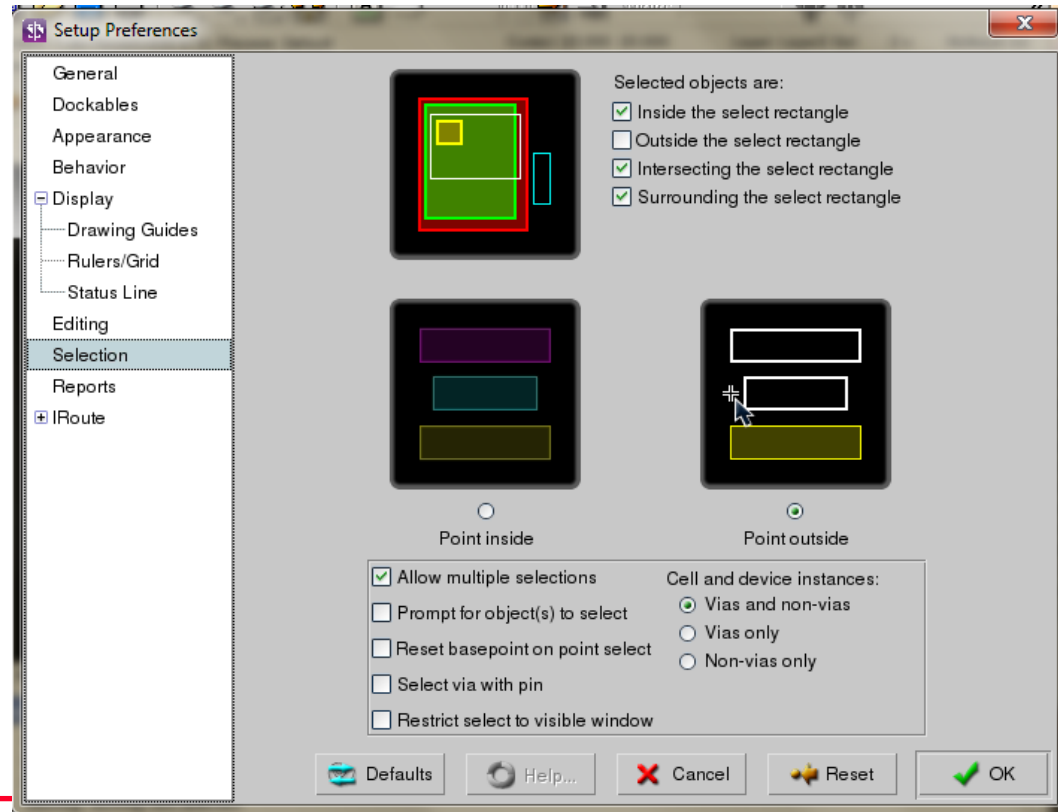 Setup Preferences
General
Dockables
Appearance
Behavior
Display
Drawing Guides
Rulers/Grid
Status Line
Editing
Selection
Reports
IRoute
Selected objects are:
Inside the select rectangle
Outside the select rectangle
Intersecting the select rectangle
Surrounding the select rectangle
Point inside
Point outside
Allow multiple selections
Prompt for object(s) to select
Reset basepoint on point select
Select via with pin
Restrict select to visible window
Cell and device instances:
Vias and non-vias
Vias only
Non-vias only
Defaults
Help...
Cancel
Reset
OK